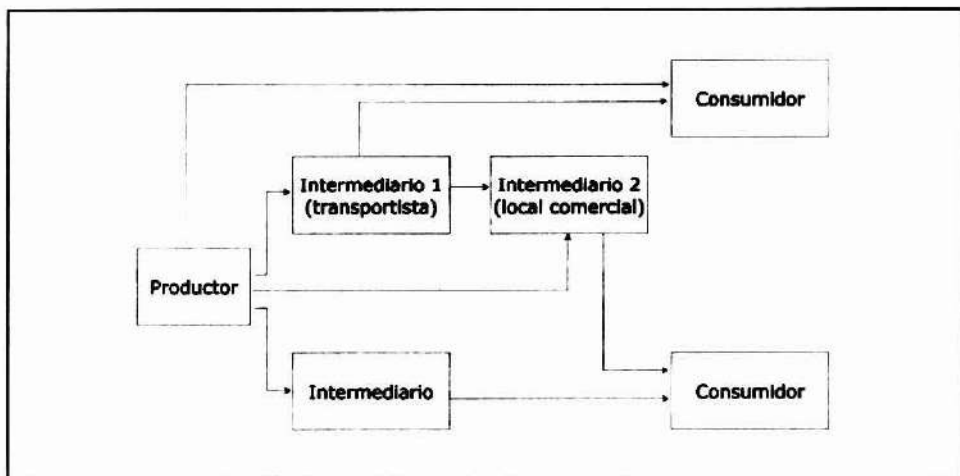 Consumidor
Intermediario 1
(transportista)
Intermediario 2
(local comercial)
Productor
Intermediario
Consumidor